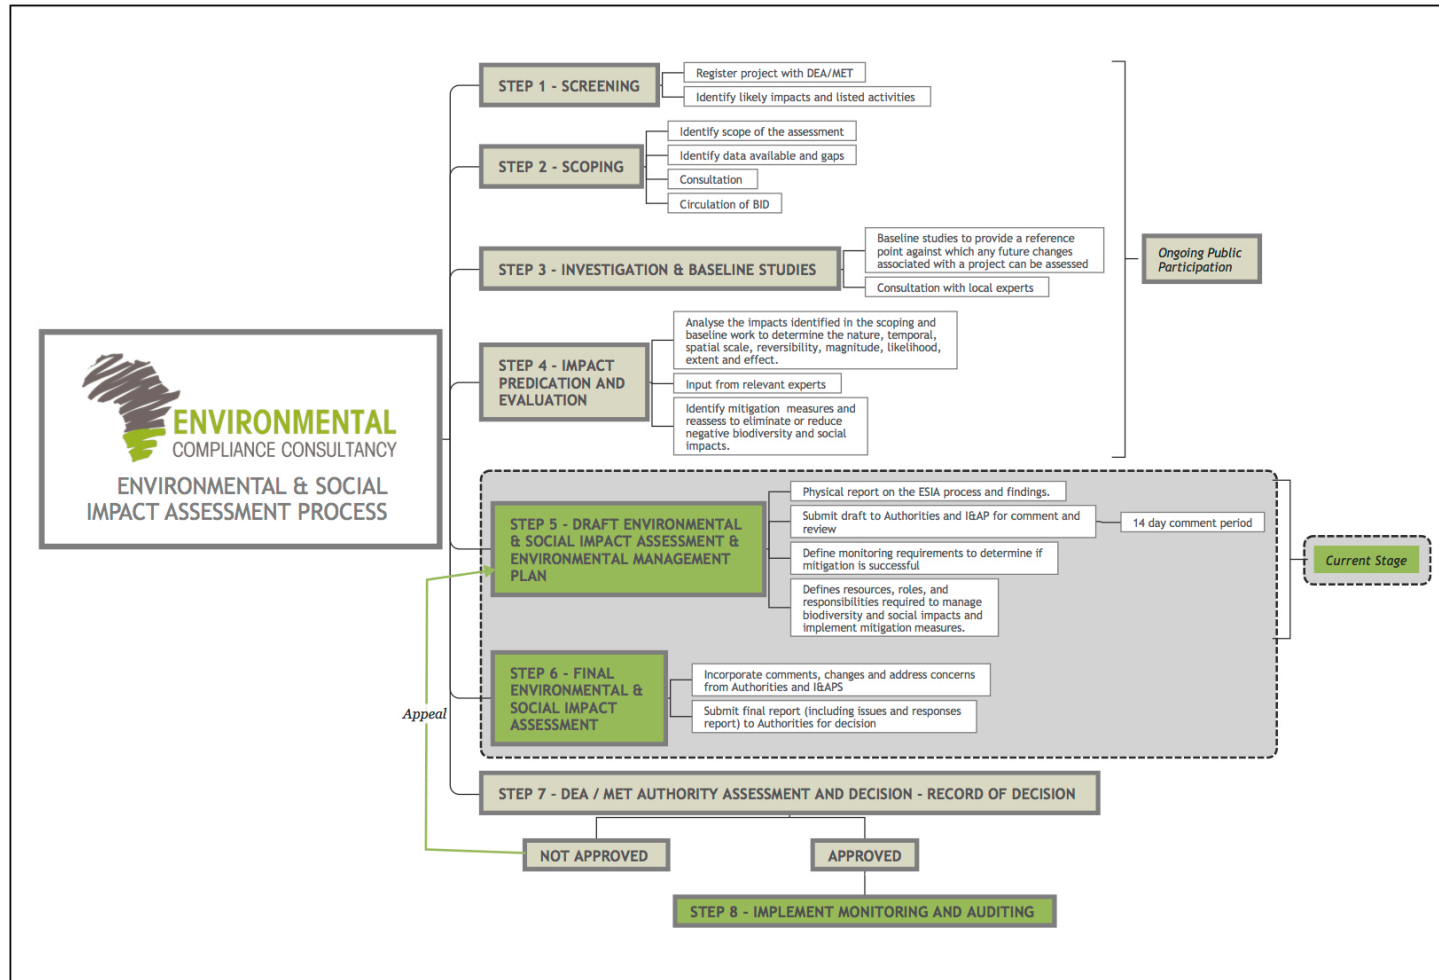 STEP 1 - SCREENING
Register project with DEA/MET
Identify likely impacts and listed activities
STEP 2 - SCOPING
Identify scope of the assessment
Identify data available and gaps
Consultation
Circulation of BID
STEP 3 - INVESTIGATION & BASELINE STUDIES
Baseline studies to provide a reference
point against which any future changes
associated with a project can be assessed
Consultation with local experts
Ongoing Public
Participation
STEP 4 - IMPACT
PREDICATION AND
EVALUATION
Analyse the impacts identified in the scoping and
baseline work to determine the nature, temporal,
spatial scale, reversibility, magnitude, likelihood,
extent and effect.
Input from relevant experts
Identify mitigation measures and
reassess to eliminate or reduce
negative biodiversity and social
impacts.
ENVIRONMENTAL
COMPLIANCE CONSULTANCY
ENVIRONMENTAL & SOCIAL
IMPACT ASSESSMENT PROCESS
STEP 5 - DRAFT ENVIRONMENTAL
& SOCIAL IMPACT ASSESSMENT &
ENVIRONMENTAL MANAGEMENT
PLAN
Physical report on the ESIA process and findings.
Submit draft to Authorities and I&AP for comment and
review
14 day comment period
Define monitoring requirements to determine if
mitigation is successful
Defines resources, roles, and
responsibilities required to manage
biodiversity and social impacts and
implement mitigation measures.
Current Stage
STEP 6 - FINAL
ENVIRONMENTAL &
SOCIAL IMPACT
ASSESSMENT
Incorporate comments, changes and address concerns
from Authorities and I&APS
Submit final report (including issues and responses
report) to Authorities for decision
Appeal
STEP 7 - DEA / MET AUTHORITY ASSESSMENT AND DECISION - RECORD OF DECISION
NOT APPROVED
APPROVED
STEP 8 - IMPLEMENT MONITORING AND AUDITING